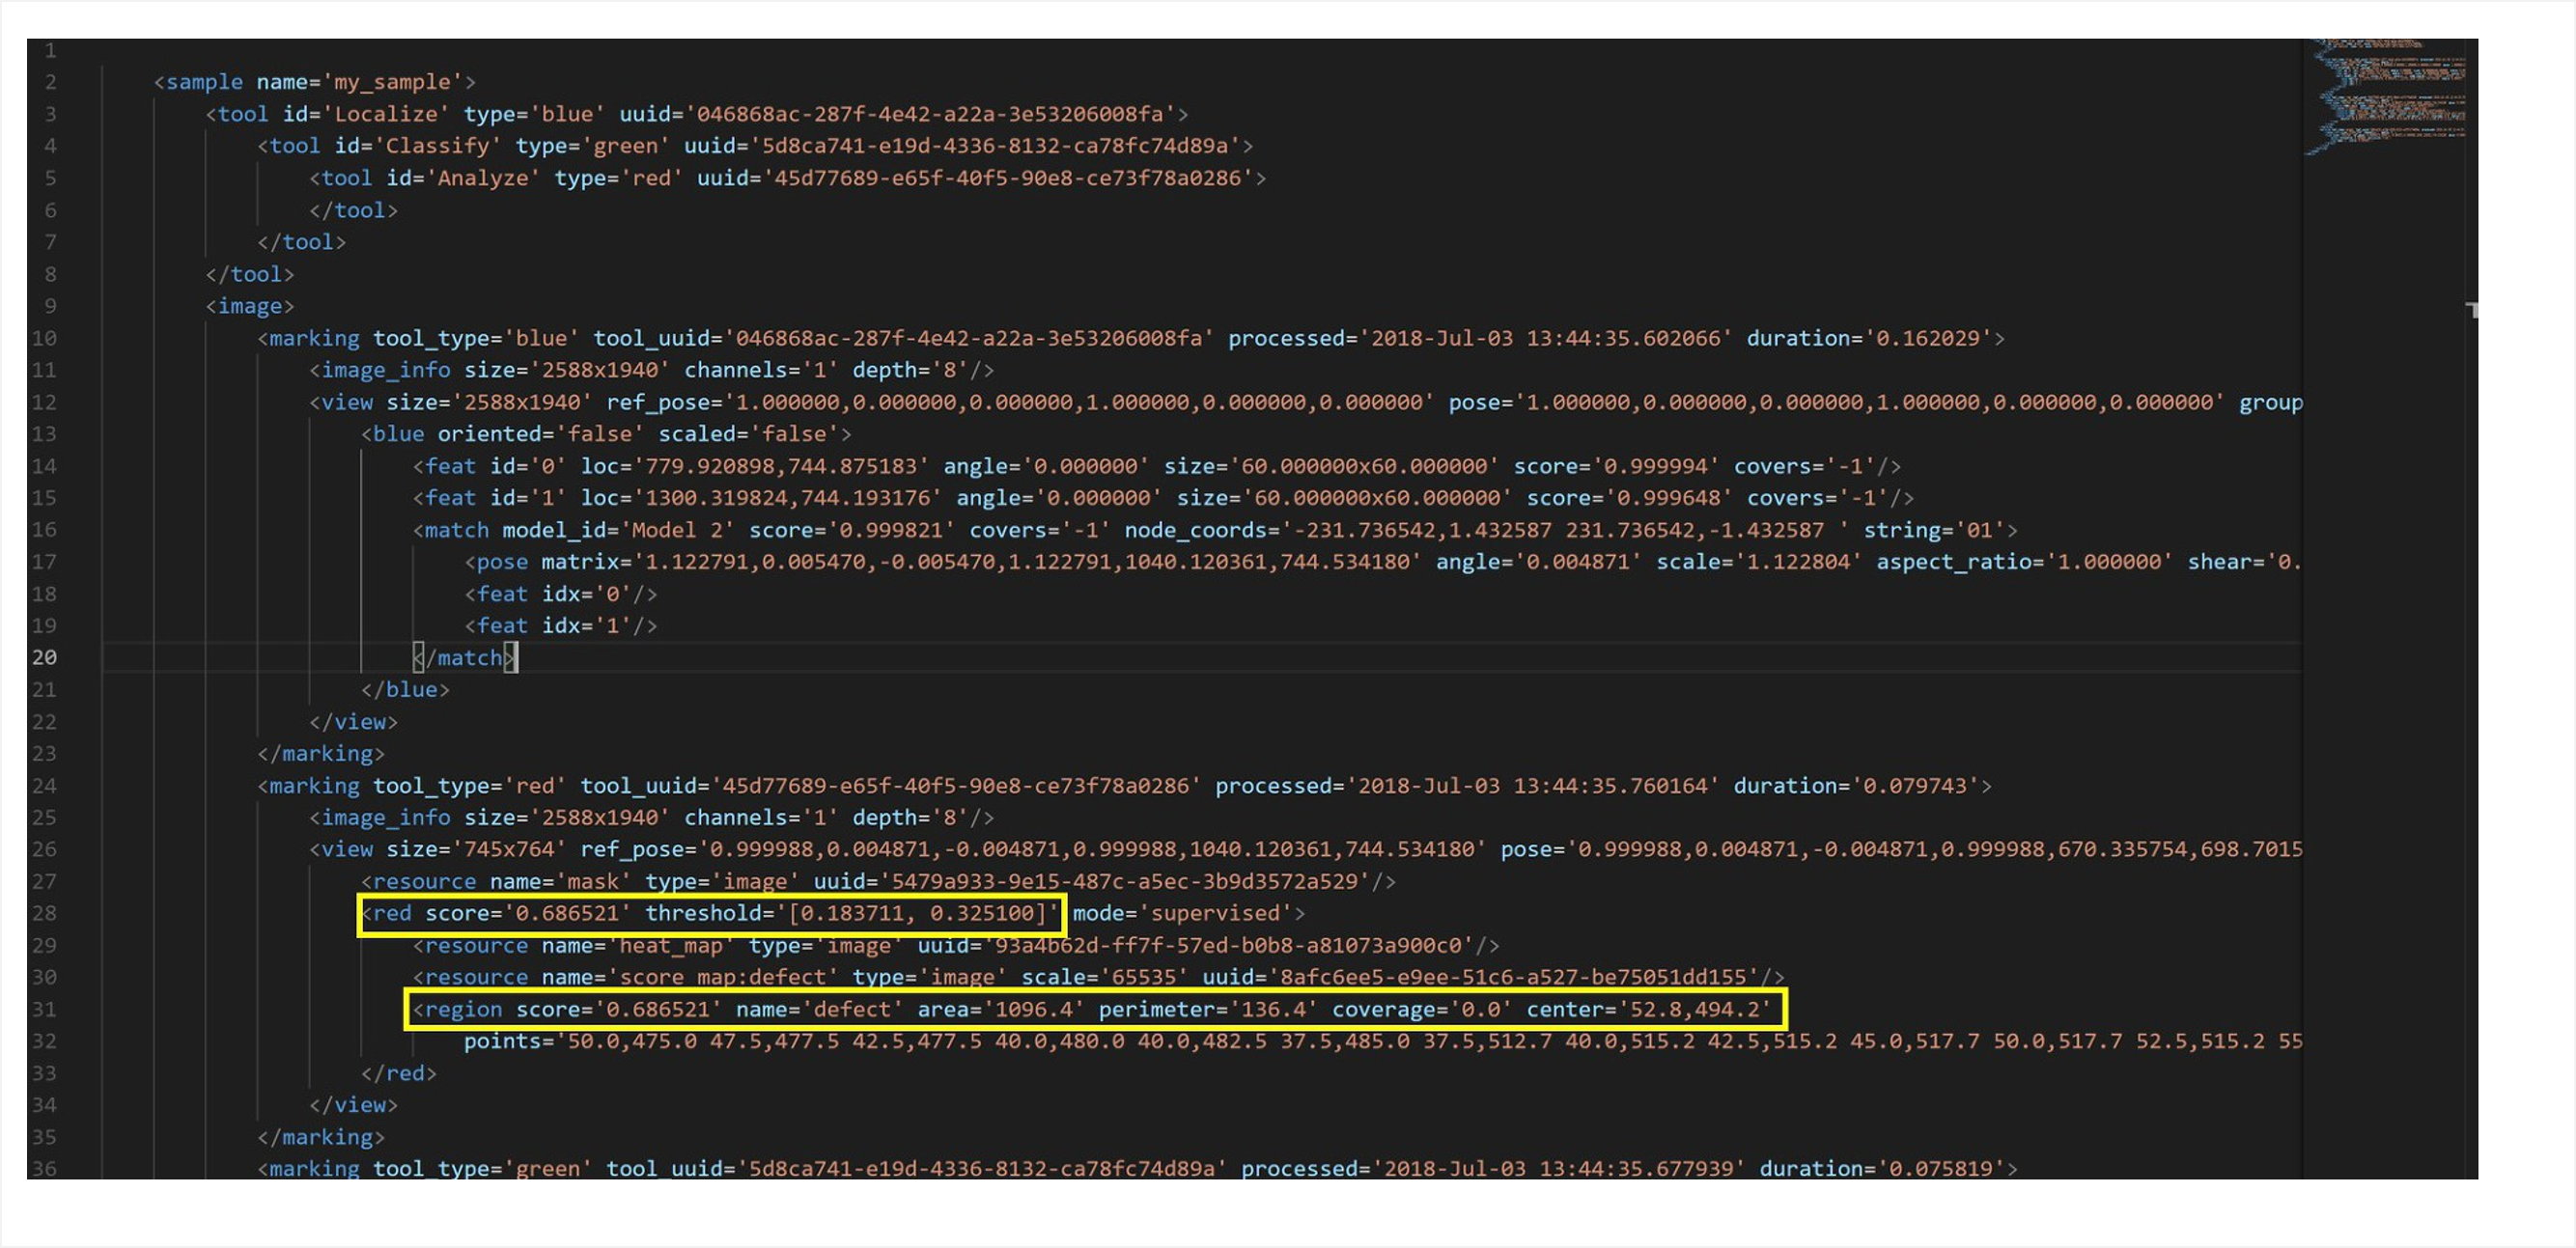 1
2 <sample name='my_sample'>
3 <tool id='Localize' type='blue' uuid='046868ac-287f-4e42-a22a-3e53206008fa'>
4 <tool id='Classify' type='green' uuid='5d8ca741-e19d-4336-8132-ca78fc74d89a'>
5 <tool id='Analyze' type='red' uuid='45d77689-e65f-40f5-90e8-ce73f78a0286'>
6 </tool>
7 </tool>
8 </tool>
9 <image>
10 <marking tool_type='blue' tool_uuid='046868ac-287f-4e42-a22a-3e53206008fa' processed='2018-Jul-03 13:44:35.602066' duration='0.162029'>
11 <image_info size='2588x1940' channels='1' depth='8'/>
12 <view size='2588x1940' ref_pose='1.000000,0.000000,0.000000,1.000000,0.000000,0.000000' pose='1.000000,0.000000,0.000000,1.000000,0.000000,0.000000' group
13 <blue oriented='false' scaled='false'>
14 <feat id='0' loc='779.920898,744.875183' angle='0.000000' size='60.000000x60.000000' score='0.999994' covers='-1'/>
15 <feat id='1' loc='1300.319824,744.193176' angle='0.000000' size='60.000000x60.000000' score='0.999648' covers='-1'/>
16 <match model_id='Model 2' score='0.999821' covers='-1' node_coords='-231.736542,1.432587 231.736542,-1.432587 ' string='01'>
17 <pose matrix='1.122791,0.005470,-0.005470,1.122791,1040.120361,744.534180' angle='0.004871' scale='1.122804' aspect_ratio='1.000000' shear='0.
18 <feat idx='0'/>
19 <feat idx='1'/>
20 </match>
21 </blue>
22 </view>
23 </marking>
24 <marking tool_type='red' tool_uuid='45d77689-e65f-40f5-90e8-ce73f78a0286' processed='2018-Jul-03 13:44:35.760164' duration='0.079743'>
25 <image_info size='2588x1940' channels='1' depth='8'/>
26 <view size='745x764' ref_pose='0.999988,0.004871,-0.004871,0.999988,1040.120361,744.534180' pose='0.999988,0.004871,-0.004871,0.999988,670.335754,698.7015
27 <resource name='mask' type='image' uuid='5479a933-9e15-487c-a5ec-3b9d3572a529'/>
28 <red score='0.686521' threshold='[0.183711, 0.325100]' mode='supervised'>
29 <resource name='heat_map' type='image' uuid='93a4b62d-ff7f-57ed-b0b8-a81073a900c0'/>
30 <resource name='score_map:defect' type='image' scale='65535' uuid='8afc6ee5-e9ee-51c6-a527-be75051dd155'/>
31 <region score='0.686521' name='defect' area='1096.4' perimeter='136.4' coverage='0.0' center='52.8,494.2'
32 points='50.0,475.0 47.5,477.5 42.5,477.5 40.0,480.0 40.0,482.5 37.5,485.0 37.5,512.7 40.0,515.2 42.5,515.2 45.0,517.7 50.0,517.7 52.5,515.2 55
33 </red>
34 </view>
35 </marking>
36 <marking tool_type='green' tool_uuid='5d8ca741-e19d-4336-8132-ca78fc74d89a' processed='2018-Jul-03 13:44:35.677939' duration='0.075819'>